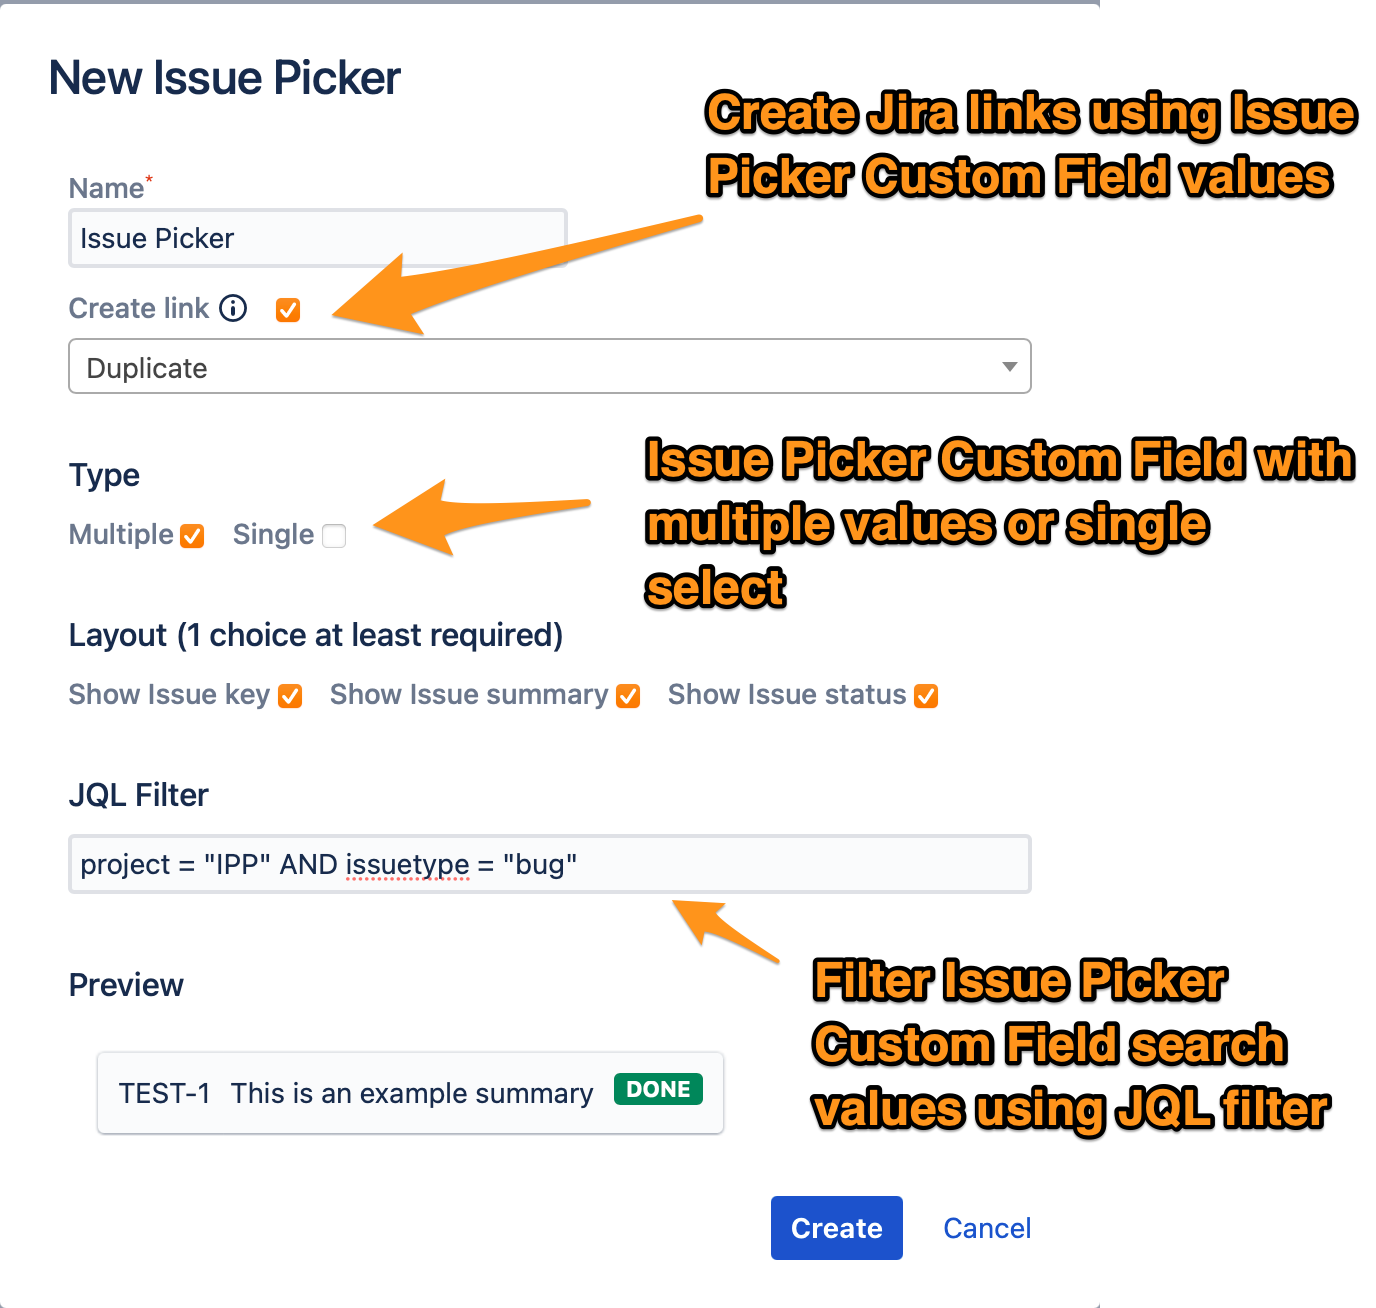 New Issue Picker
Create Jira links using Issue
Picker Custom Field values
Name*
Issue Picker
Create link
Duplicate
Type
Multiple Single
Issue Picker Custom Field with
multiple values or single
select
Layout (1 choice at least required)
Show Issue key Show Issue summary Show Issue status
JQL Filter
project = "IPP" AND issuetype = "bug"
Filter Issue Picker
Custom Field search
values using JQL filter
Preview
TEST-1 This is an example summary DONE
Create Cancel